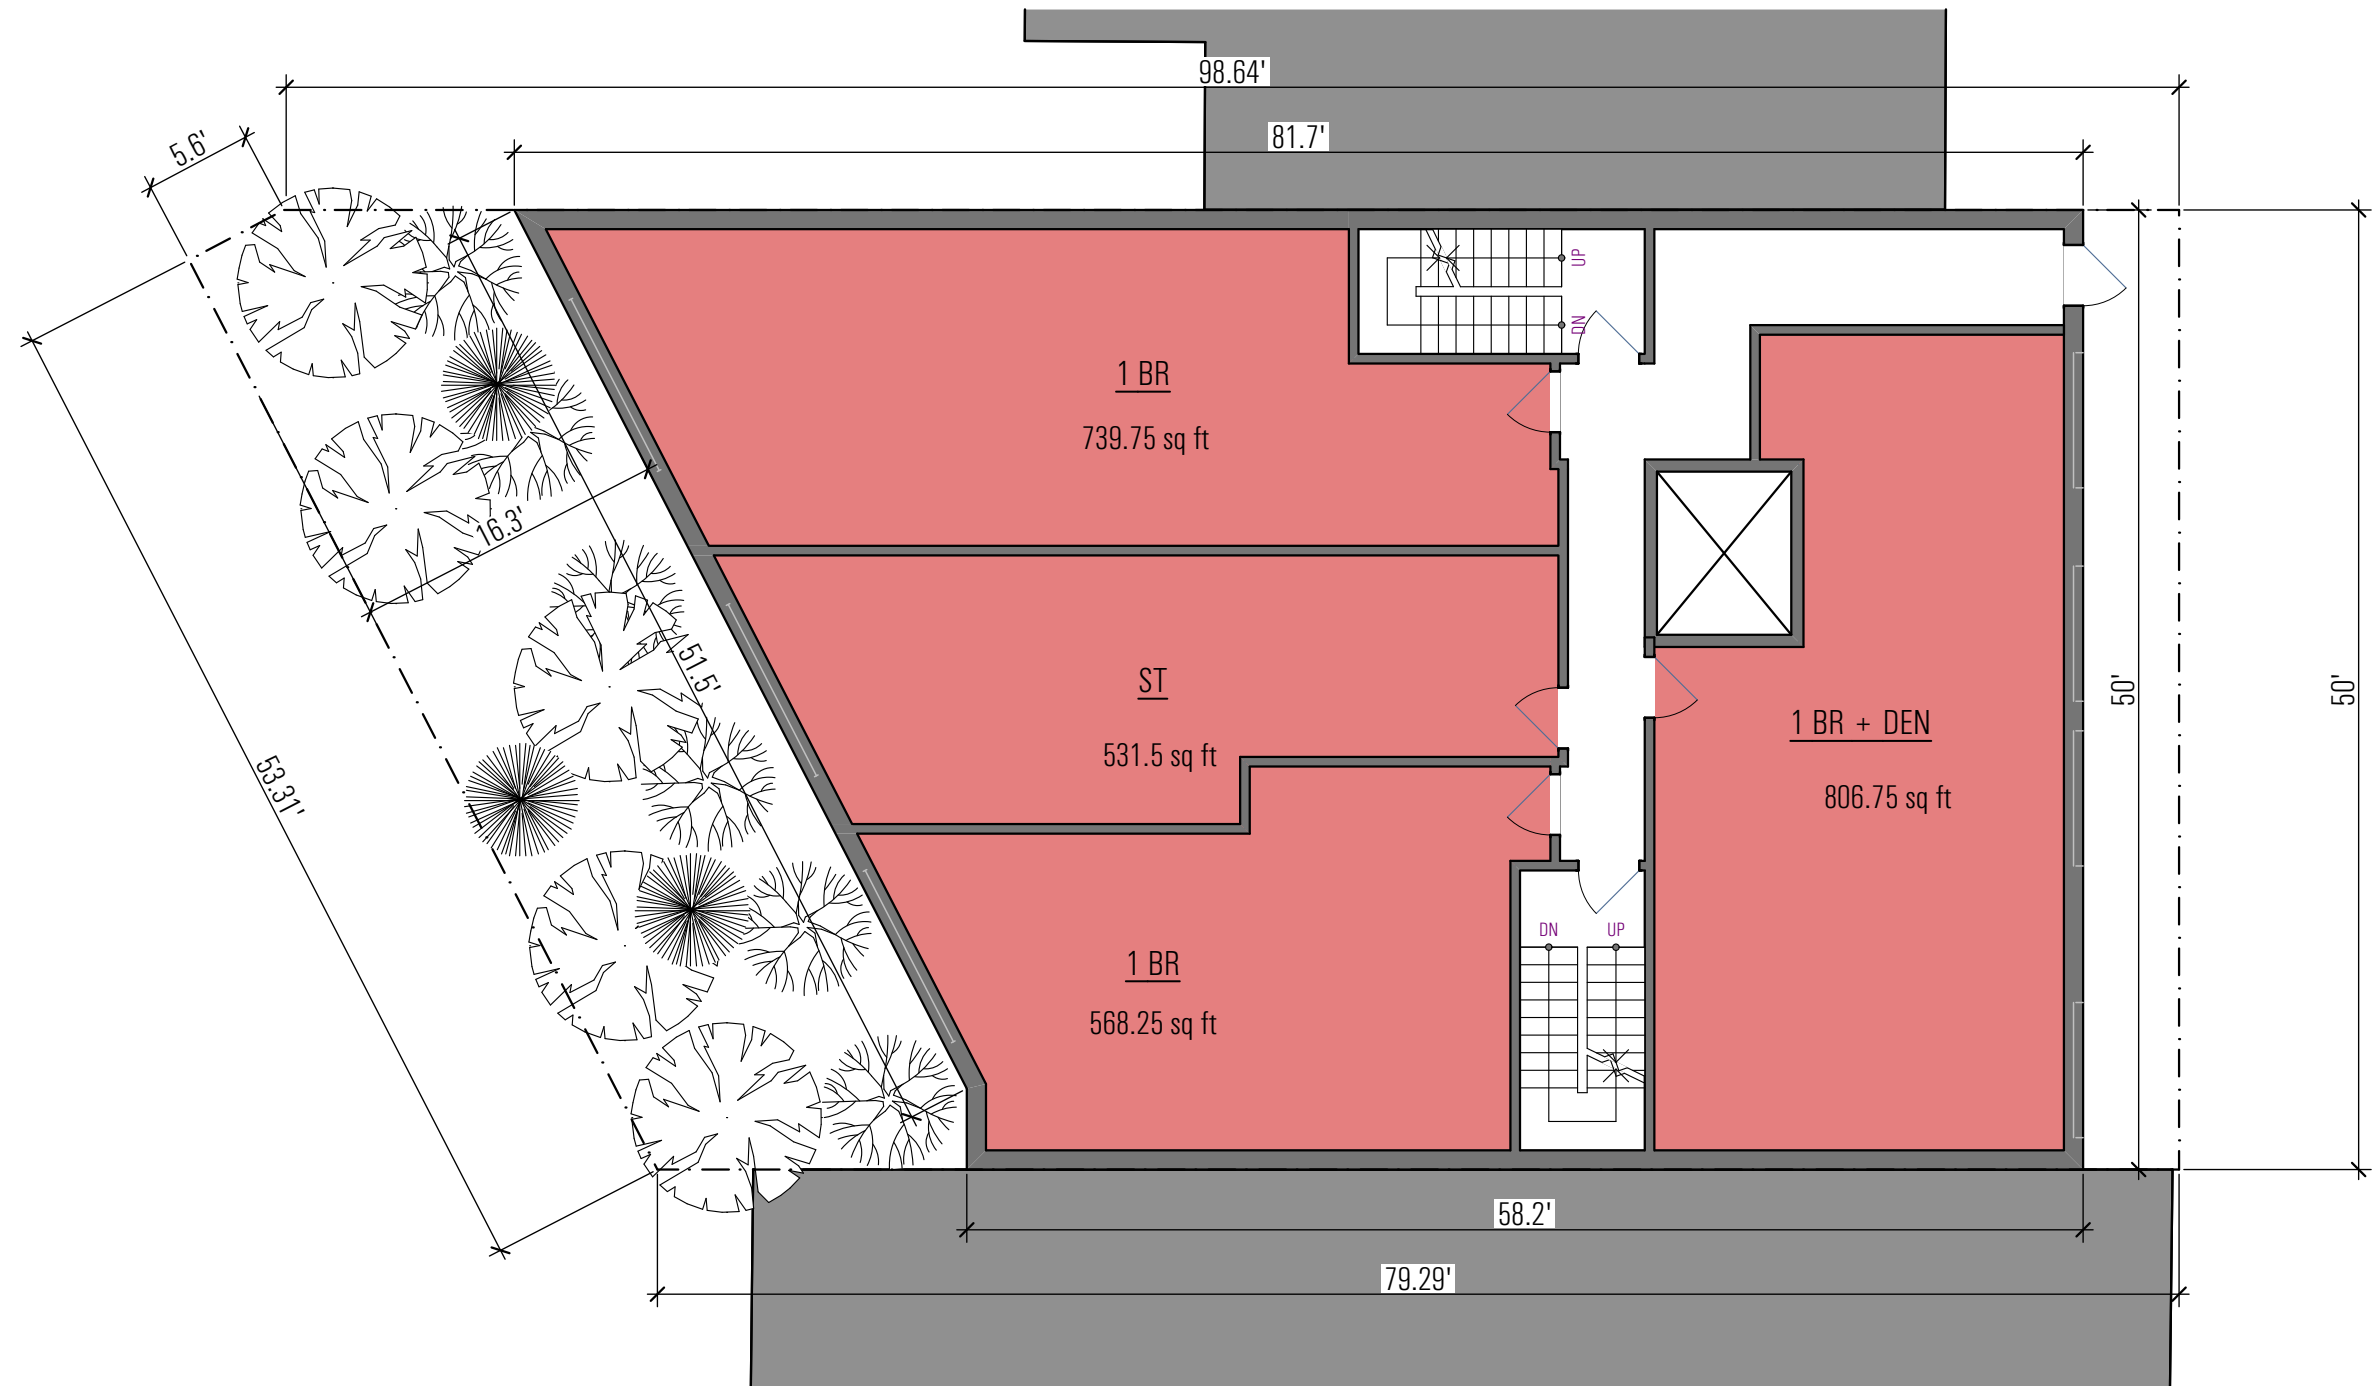 98.64'
81.7'
5.6'
UP
DN
1 BR
739.75 sq ft
16.3'
51.5'
ST
531.5 sq ft
50'
50'
1 BR + DEN
806.75 sq ft
53.31'
DN UP
1 BR
568.25 sq ft
58.2'
79.29'